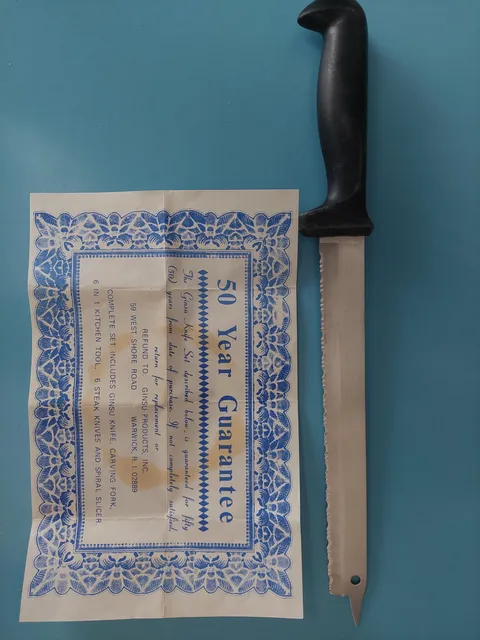 50 Year Guarantee
The Ginsu Knife Set described below, is guaranteed for fifty
(50) years from date of purchase. If not completely satisfied,
return for replacement or
REFUND TO: GINSU PRODUCTS, INC.
59 WEST SHORE ROAD WARWICK, R. I. 02889
COMPLETE SET INCLUDES GINSU KNIFE, CARVING FORK,
6 IN 1 KITCHEN TOOL, 6 STEAK KNIVES AND SPIRAL SLICER